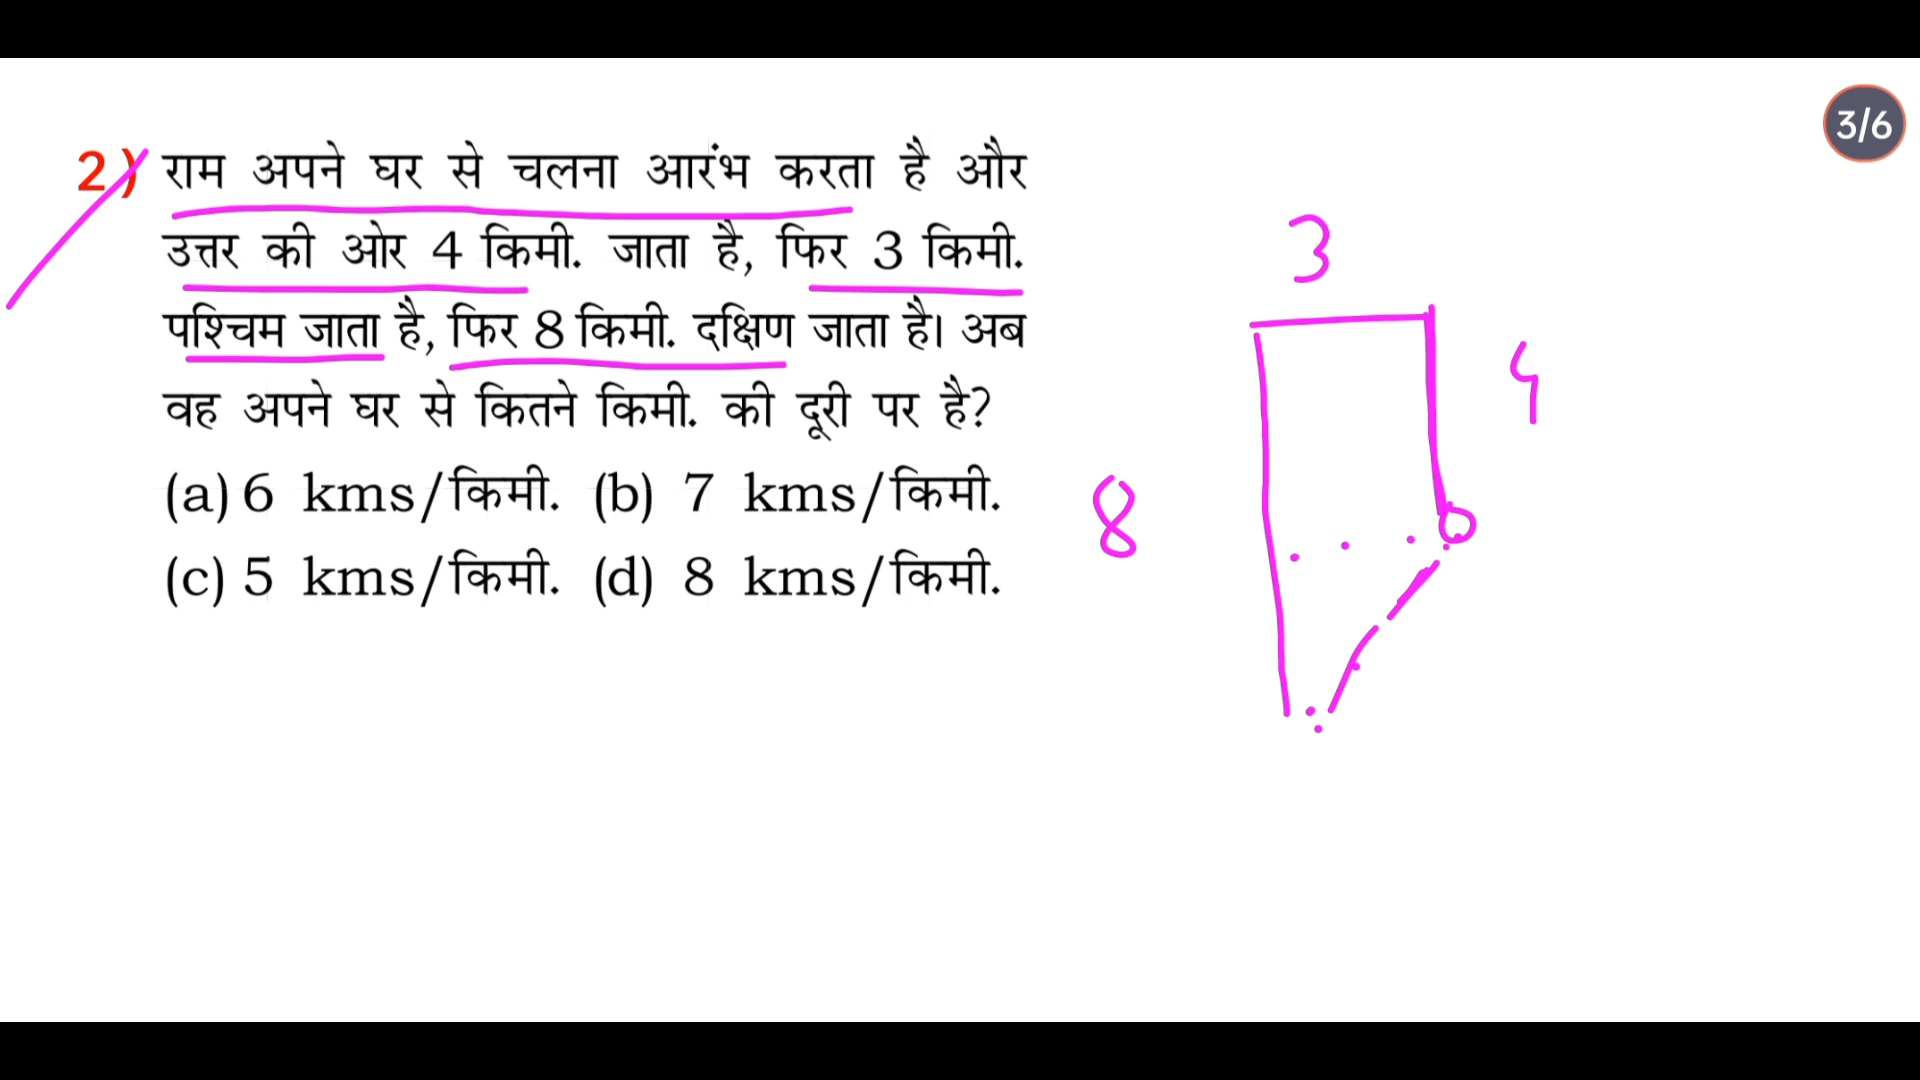 3/6
2) राम अपने घर से चलना आरंभ करता है और
उत्तर की ओर 4 किमी. जाता है, फिर 3 किमी.
पश्चिम जाता है, फिर 8 किमी. दक्षिण जाता है। अब
वह अपने घर से कितने किमी. की दूरी पर है?
(a) 6 kms/किमी. (b) 7 kms/किमी.
(c) 5 kms/किमी. (d) 8 kms/किमी.
3
4
8